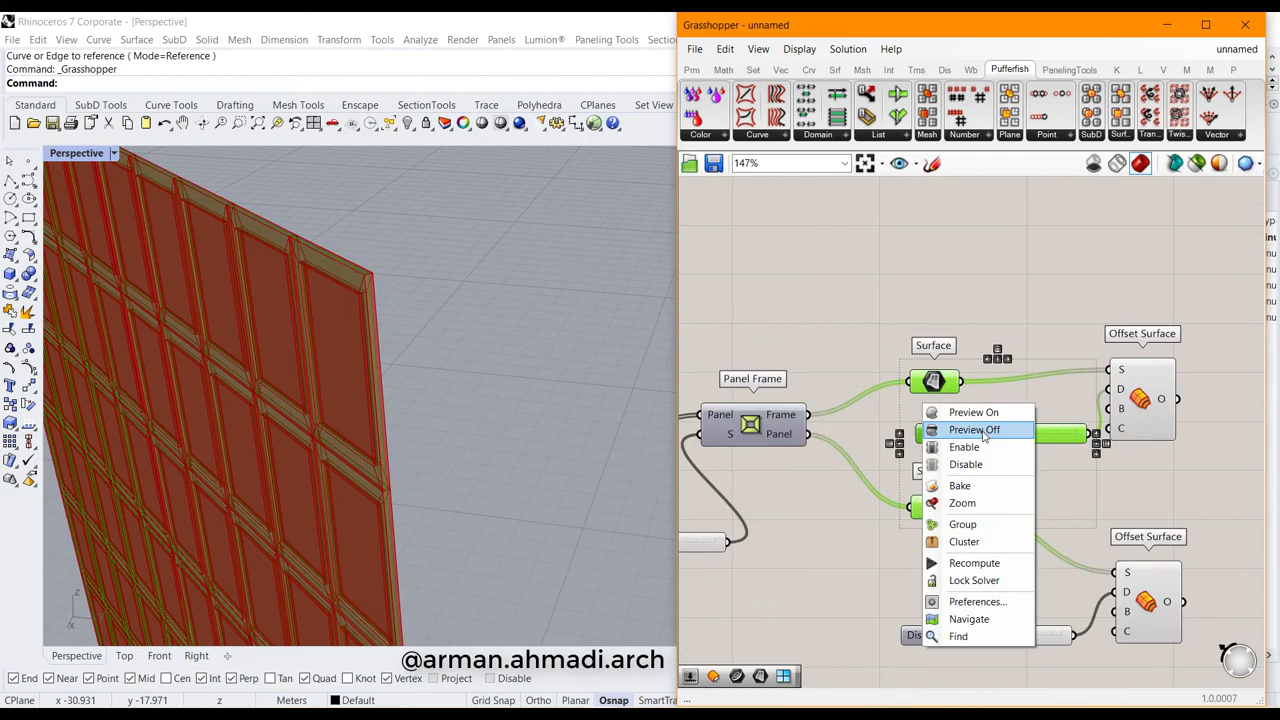 Rhinoceros 7 Corporate - [Perspective]
File Edit View Curve Surface SubD Solid Mesh Dimension Transform Tools Analyze Render Panels Lumion® Paneling Tools Section
Curve or Edge to reference ( Mode=Reference )
Command: _Grasshopper
Command:
Standard SubD Tools Curve Tools Drafting Mesh Tools Enscape SectionTools Trace Polyhedra CPlanes Set View
Perspective
z
x
Perspective Top Front Right
End Near Point Mid Cen Int Perp Tan Quad Knot Vertex Project Disable
CPlane x -30.931 y -17.971 z Meters Default Grid Snap Ortho Planar Osnap SmartTra
@arman.ahmadi.arch
Grasshopper - unnamed
File Edit View Display Solution Help unnamed
Prm Math Set Vec Crv Srf Msh Int Trns Dis Wb Pufferfish PanelingTools K L V M M P
Color Curve Domain List Mesh Number Plane Point SubD Surf... Tran... Twis... Vector
147%
Offset Surface
Surface
S
D
B
C
O
Panel Frame
Panel
S
Frame
Panel
Preview On
Preview Off
Enable
Disable
Bake
Zoom
Group
Cluster
Recompute
Lock Solver
Preferences...
Navigate
Find
Offset Surface
S
D
B
C
O
Dis
...
1.0.0007